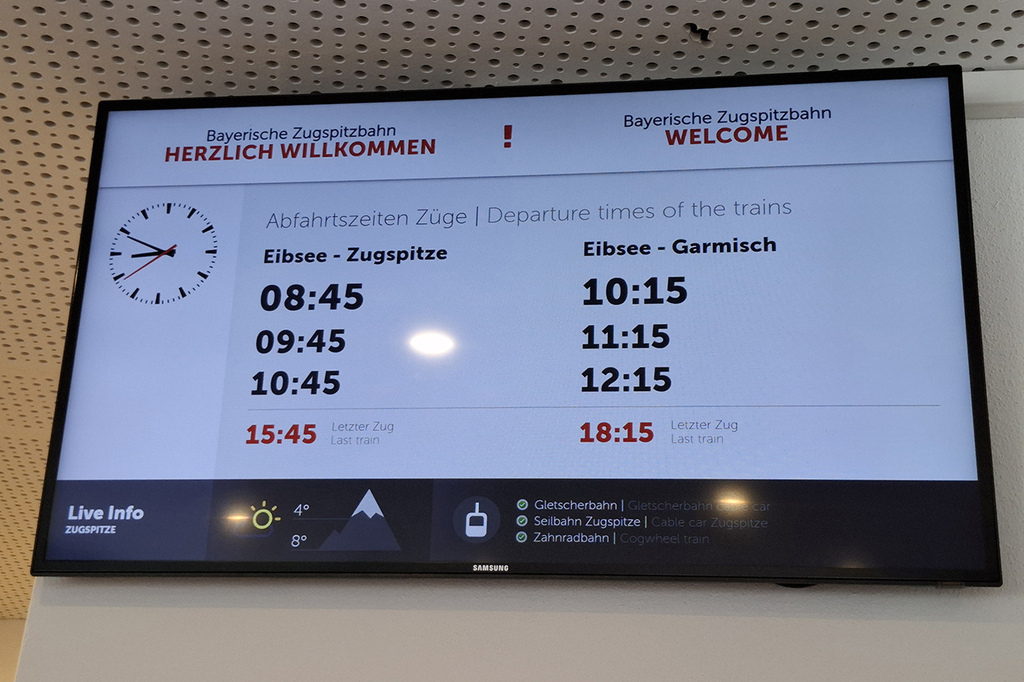 Bayerische Zugspitzbahn
HERZLICH WILLKOMMEN
!
Bayerische Zugspitzbahn
WELCOME
Abfahrtszeiten Züge | Departure times of the trains
Eibsee - Zugspitze
08:45
09:45
10:45
15:45 Letzter Zug
Last train
Eibsee - Garmisch
10:15
11:15
12:15
18:15 Letzter Zug
Last train
Live Info
ZUGSPITZE
4°
8°
Gletscherbahn | Gletscherbahn cable car
Seilbahn Zugspitze | Cable car Zugspitze
Zahnradbahn | Cogwheel train
SAMSUNG